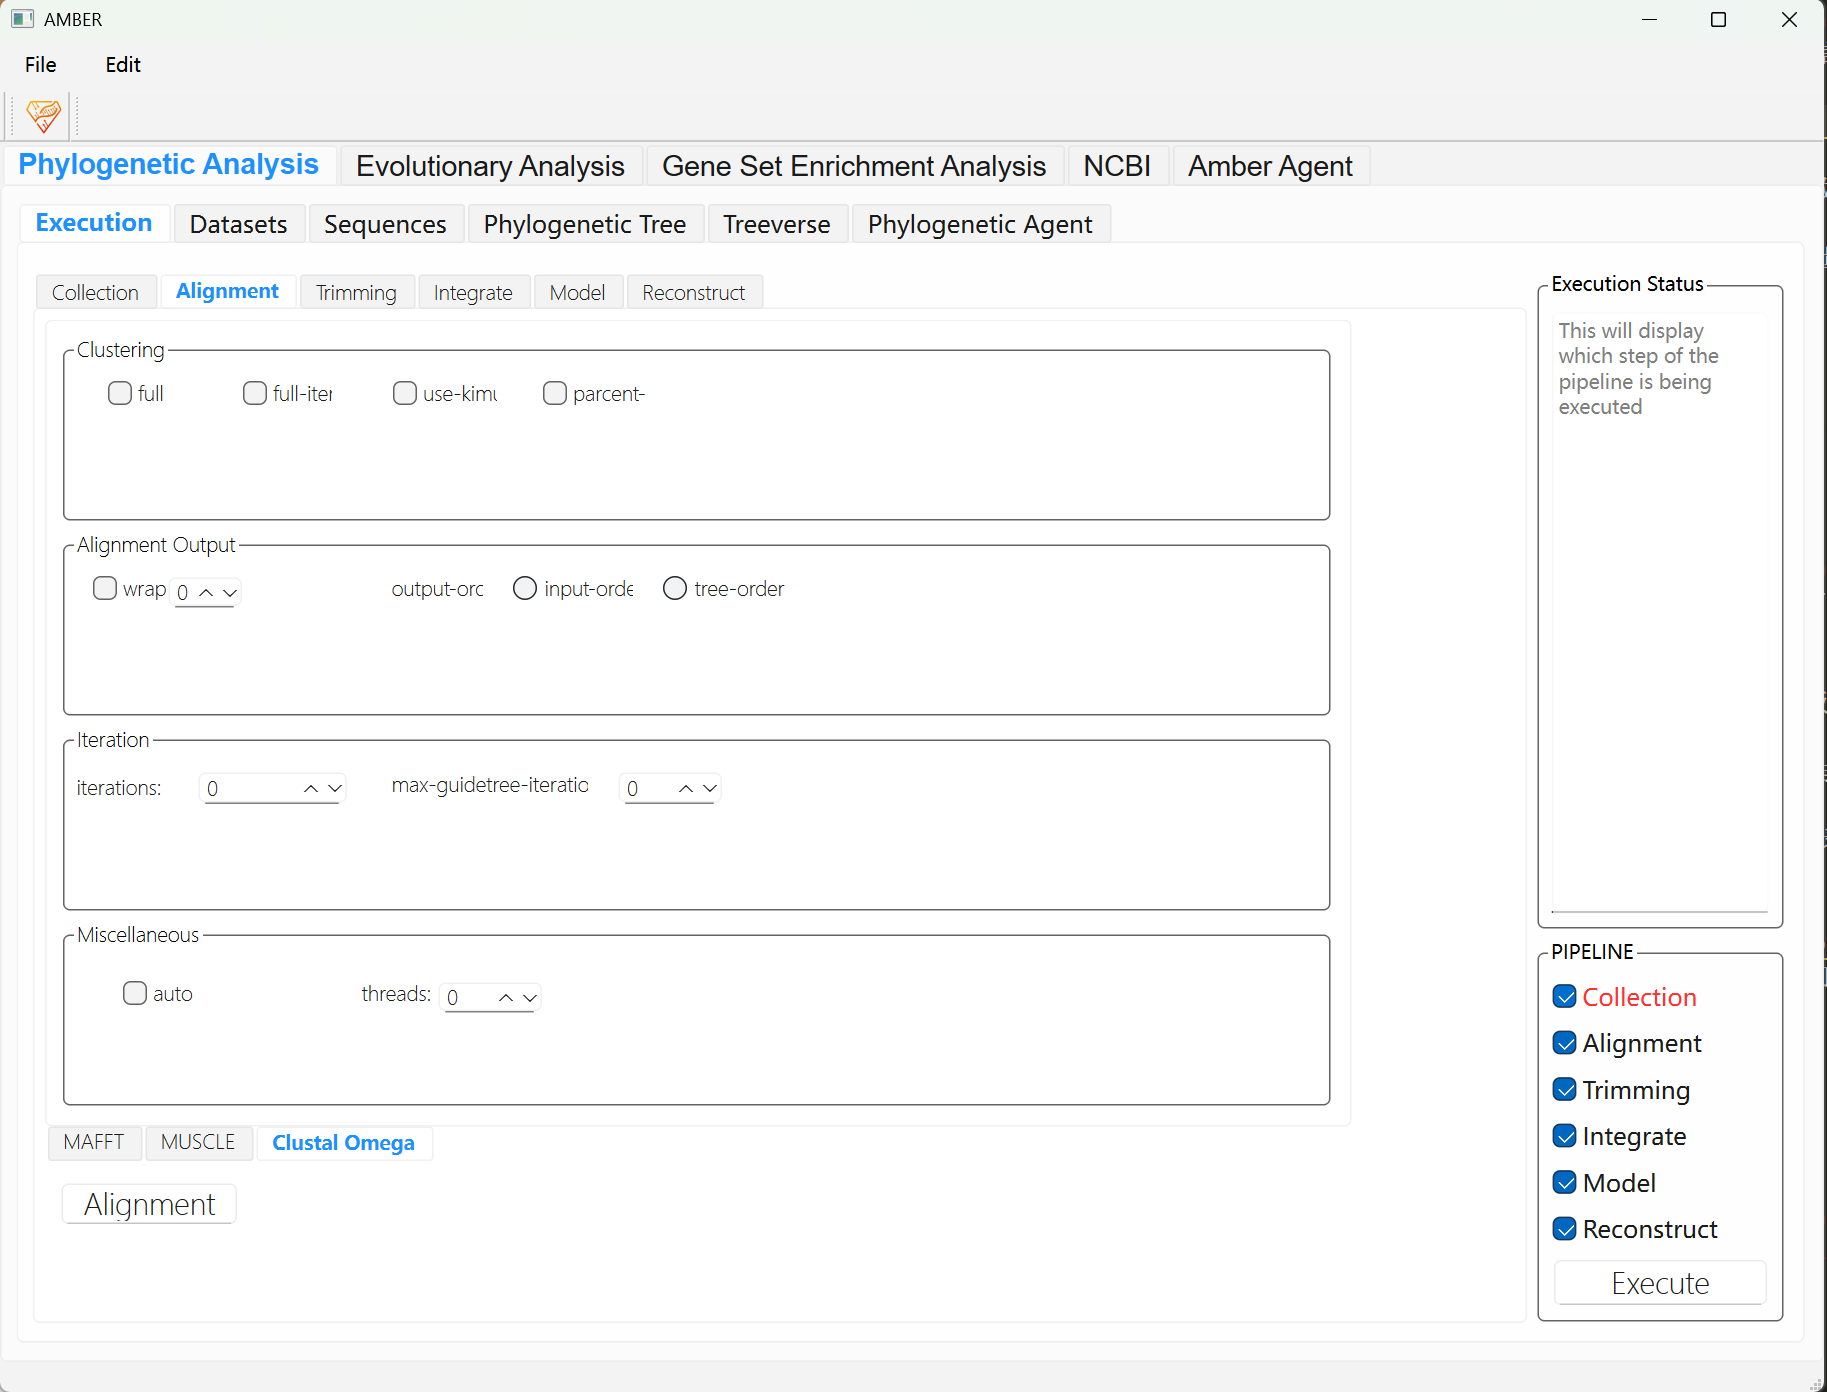 AMBER
File Edit
Phylogenetic Analysis Evolutionary Analysis Gene Set Enrichment Analysis NCBI Amber Agent
Execution Datasets Sequences Phylogenetic Tree Treeverse Phylogenetic Agent
Collection Alignment Trimming Integrate Model Reconstruct
Clustering
full full-iter use-kimu parcent-
Alignment Output
wrap 0 output-orc input-orde tree-order
Iteration
iterations: 0 max-guidetree-iteratio 0
Miscellaneous
auto threads: 0
MAFFT MUSCLE Clustal Omega
Alignment
Execution Status
This will display
which step of the
pipeline is being
executed
PIPELINE
Collection
Alignment
Trimming
Integrate
Model
Reconstruct
Execute